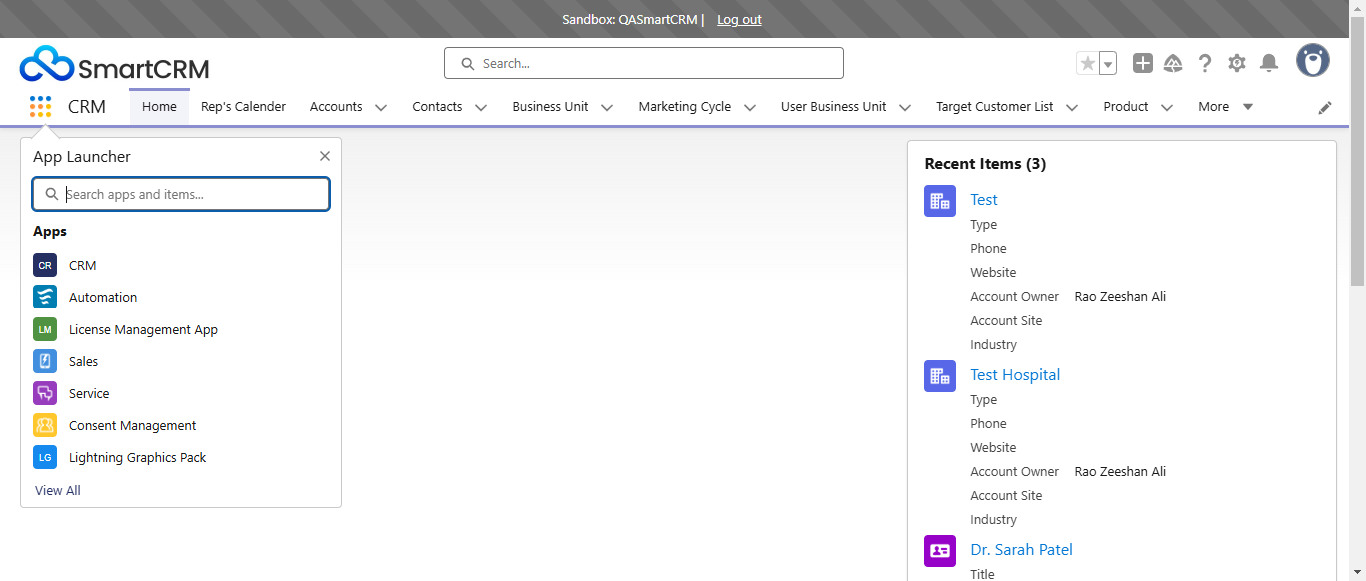 Sandbox: QASmartCRM | Log out
SmartCRM
Search...
CRM Home Rep's Calender Accounts Contacts Business Unit Marketing Cycle User Business Unit Target Customer List Product More
App Launcher
Search apps and items...
Apps
CR CRM
Automation
LM License Management App
Sales
Service
Consent Management
LG Lightning Graphics Pack
View All
Recent Items (3)
Test
Type
Phone
Website
Account Owner Rao Zeeshan Ali
Account Site
Industry
Test Hospital
Type
Phone
Website
Account Owner Rao Zeeshan Ali
Account Site
Industry
Dr. Sarah Patel
Title